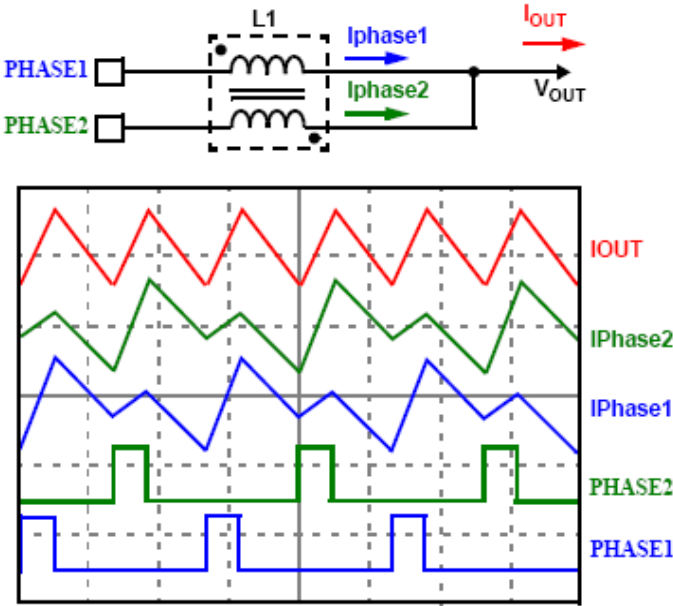 L1
Iphase1
IOUT
PHASE1
Iphase2
VOUT
PHASE2
IOUT
IPhase2
IPhase1
PHASE2
PHASE1